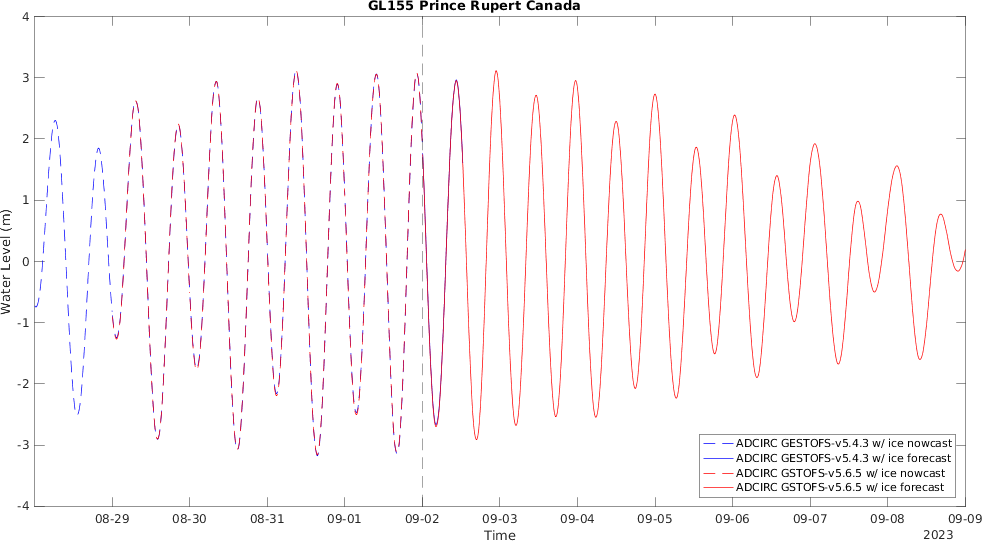 GL155 Prince Rupert Canada
4
3
2
1
0
-1
-2
-3
-4
Water Level (m)
ADCIRC GESTOFS-v5.4.3 w/ ice nowcast
ADCIRC GESTOFS-v5.4.3 w/ ice forecast
ADCIRC GSTOFS-v5.6.5 w/ ice nowcast
ADCIRC GSTOFS-v5.6.5 w/ ice forecast
08-29 08-30 08-31 09-01 09-02 09-03 09-04 09-05 09-06 09-07 09-08 09-09
Time
2023